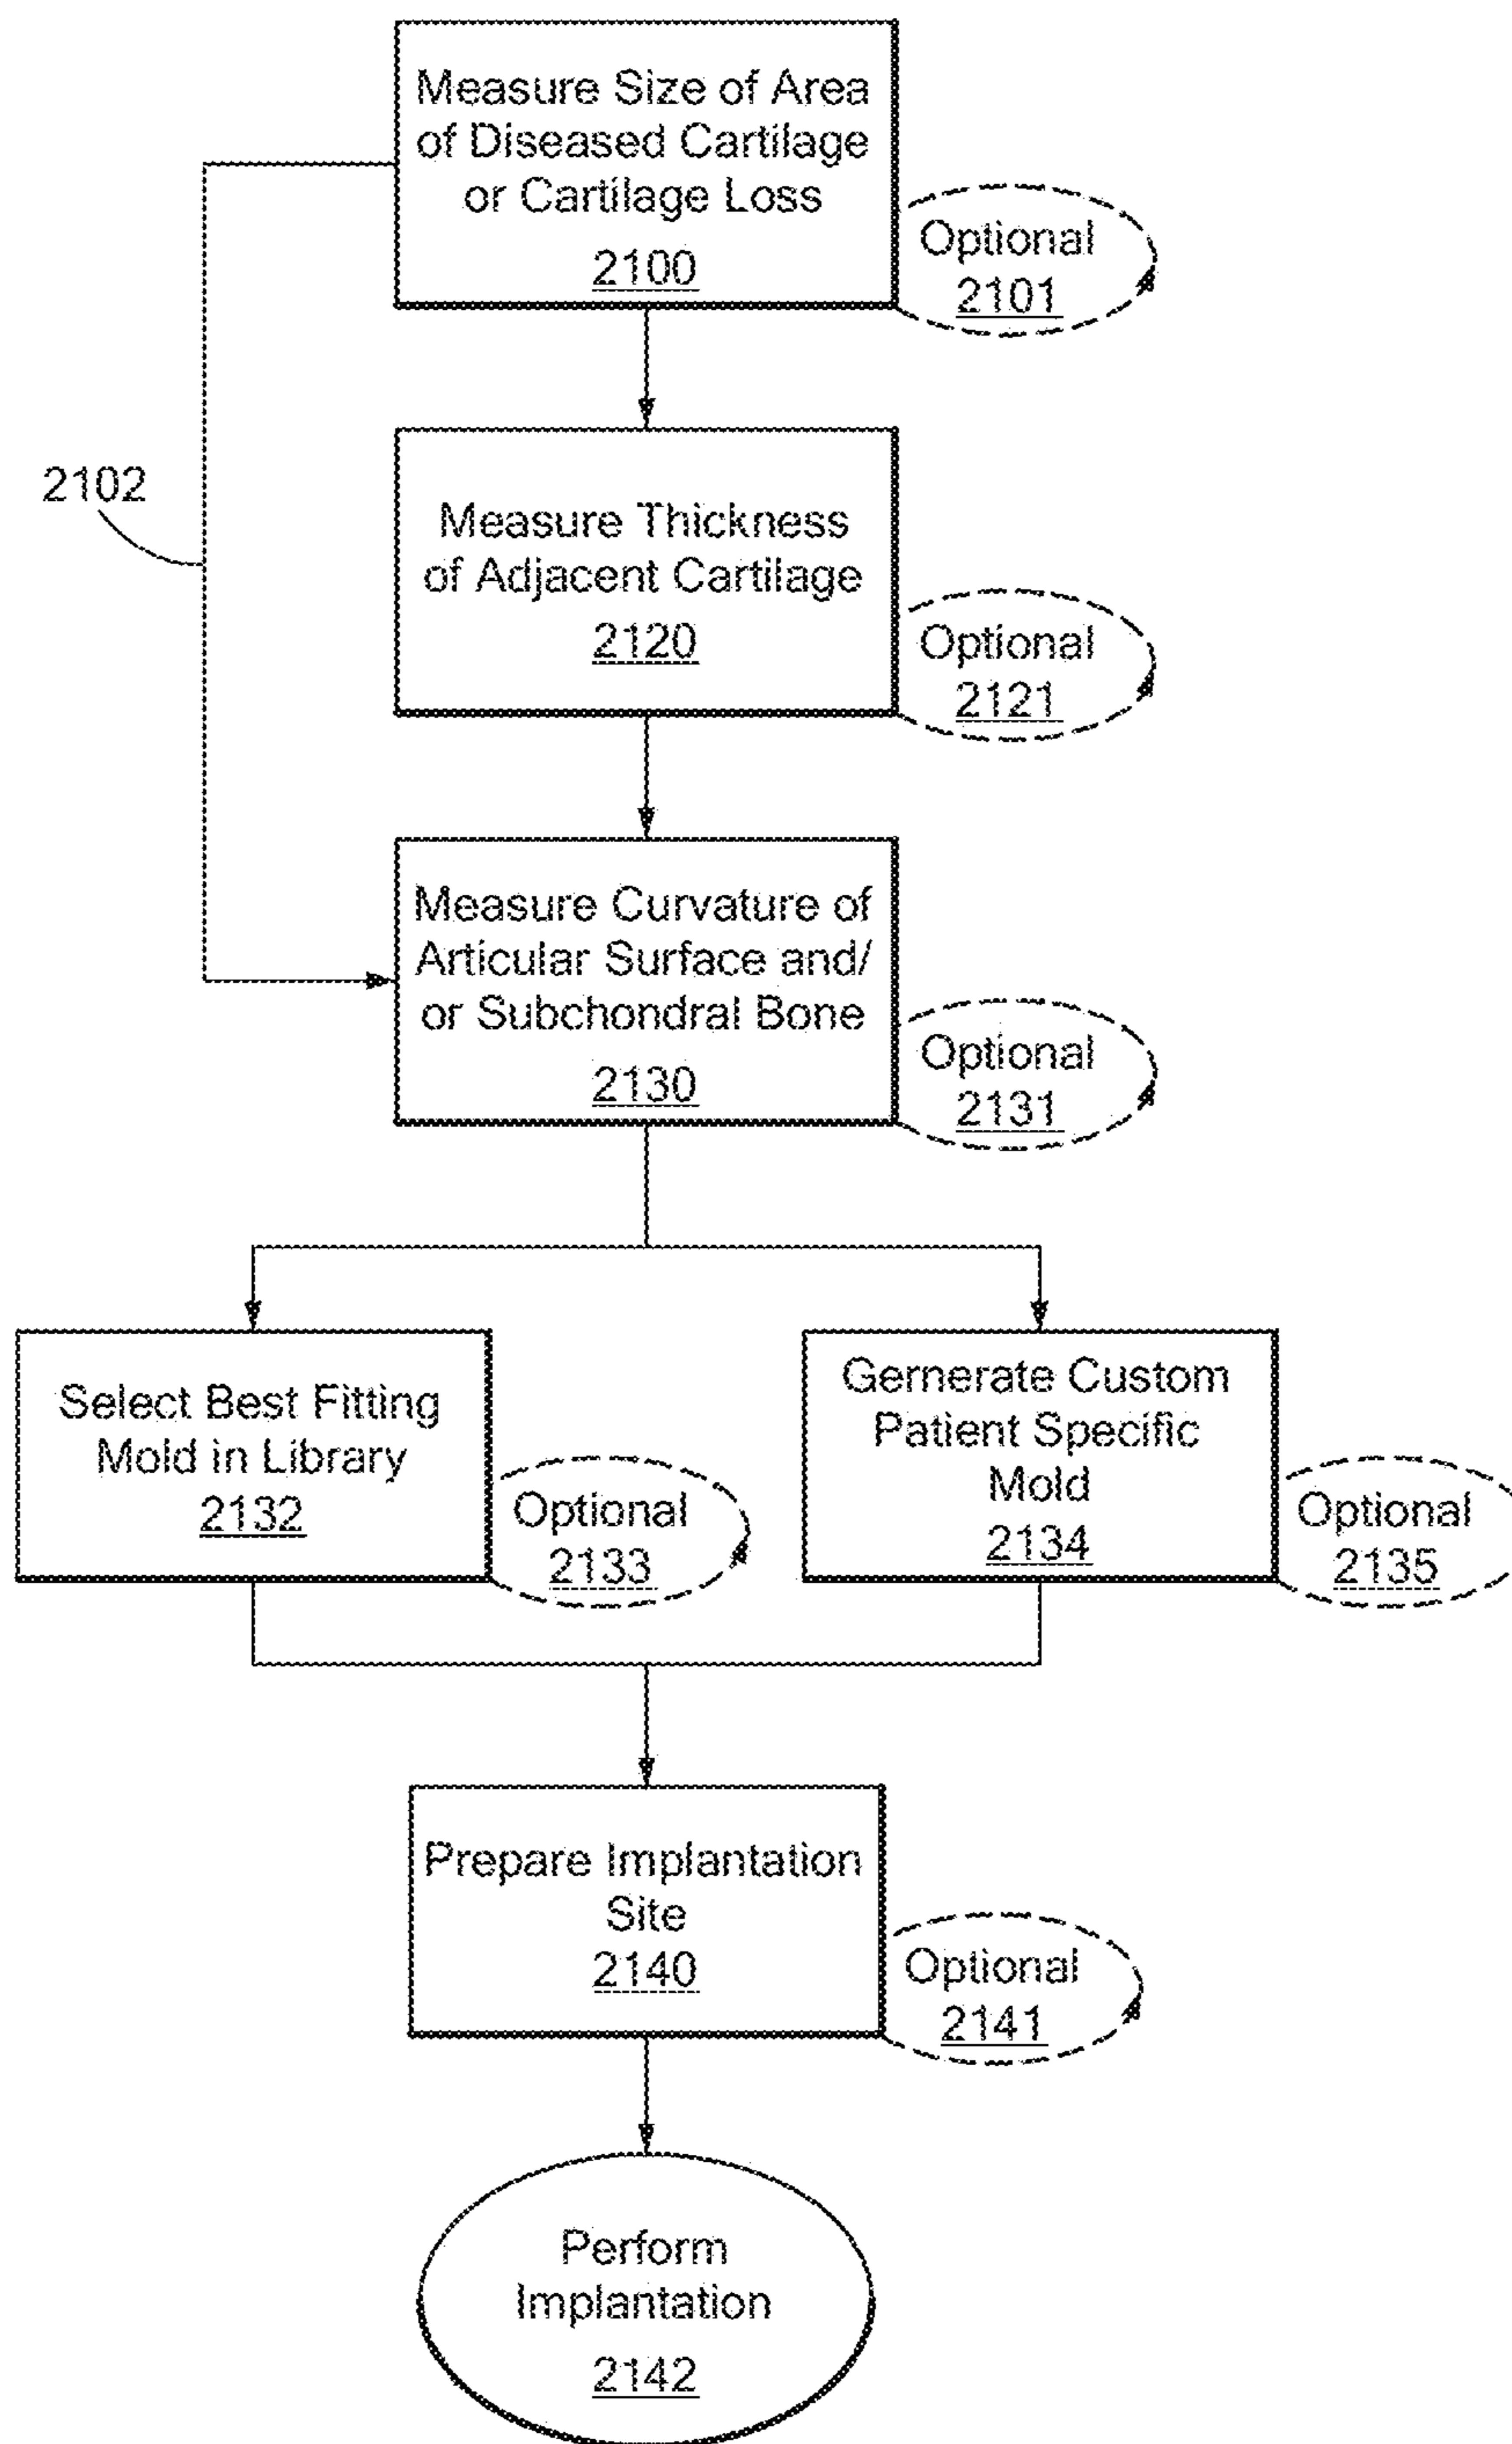 Measure Size of Area
of Diseased Cartilage
or Cartilage Loss
2100
Optional
2101
2102
Measure Thickness
of Adjacent Cartilage
2120
Optional
2121
Measure Curvature of
Articular Surface and/
or Subchondral Bone
2130
Optional
2131
Select Best Fitting
Mold in Library
2132
Optional
2133
Gernerate Custom
Patient Specific
Mold
2134
Optional
2135
Prepare Implantation
Site
2140
Optional
2141
Perform
Implantation
2142